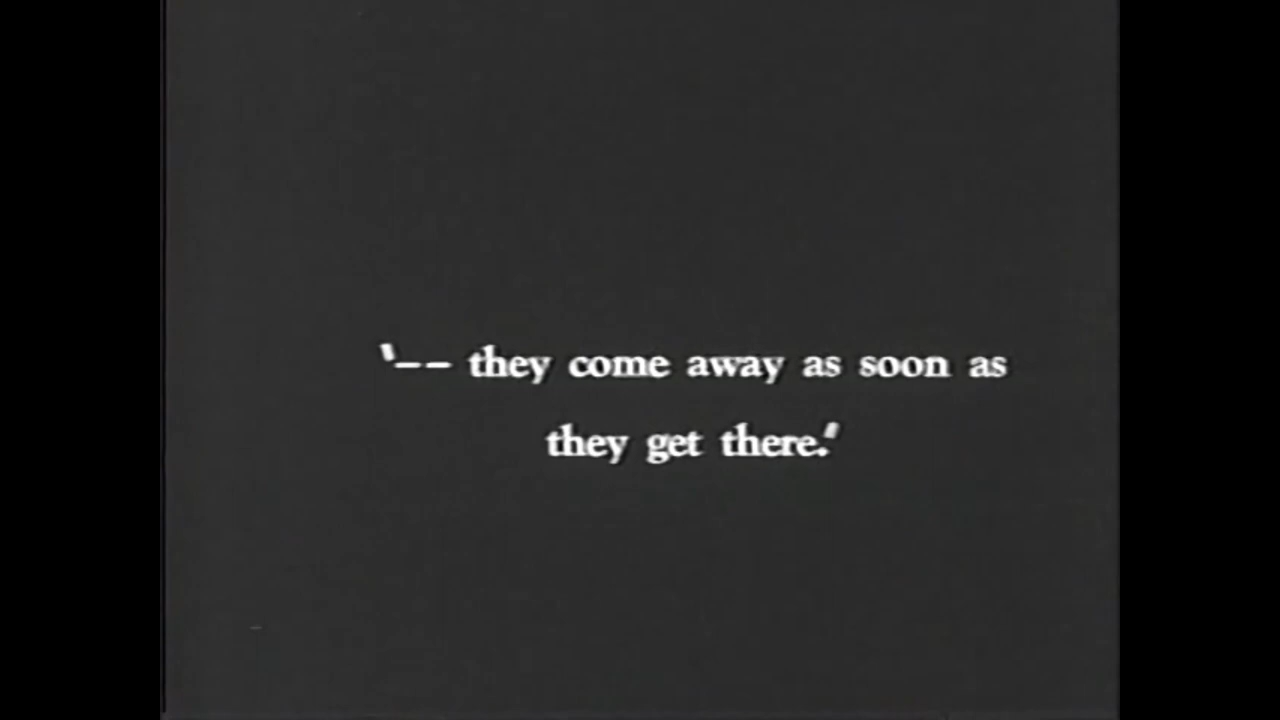 "-- they come away as soon as
they get there."